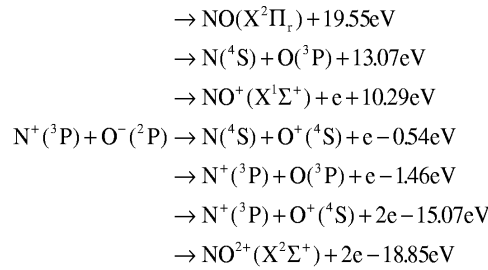 → NO(X²Πᵣ) + 19.55eV
→ N(⁴S) + O(³P) + 13.07eV
→ NO⁺(X¹Σ⁺) + e + 10.29eV
N⁺(³P) + O⁻(²P) → N(⁴S) + O⁺(⁴S) + e − 0.54eV
→ N⁺(³P) + O(³P) + e − 1.46eV
→ N⁺(³P) + O⁺(⁴S) + 2e − 15.07eV
→ NO²⁺(X²Σ⁺) + 2e − 18.85eV